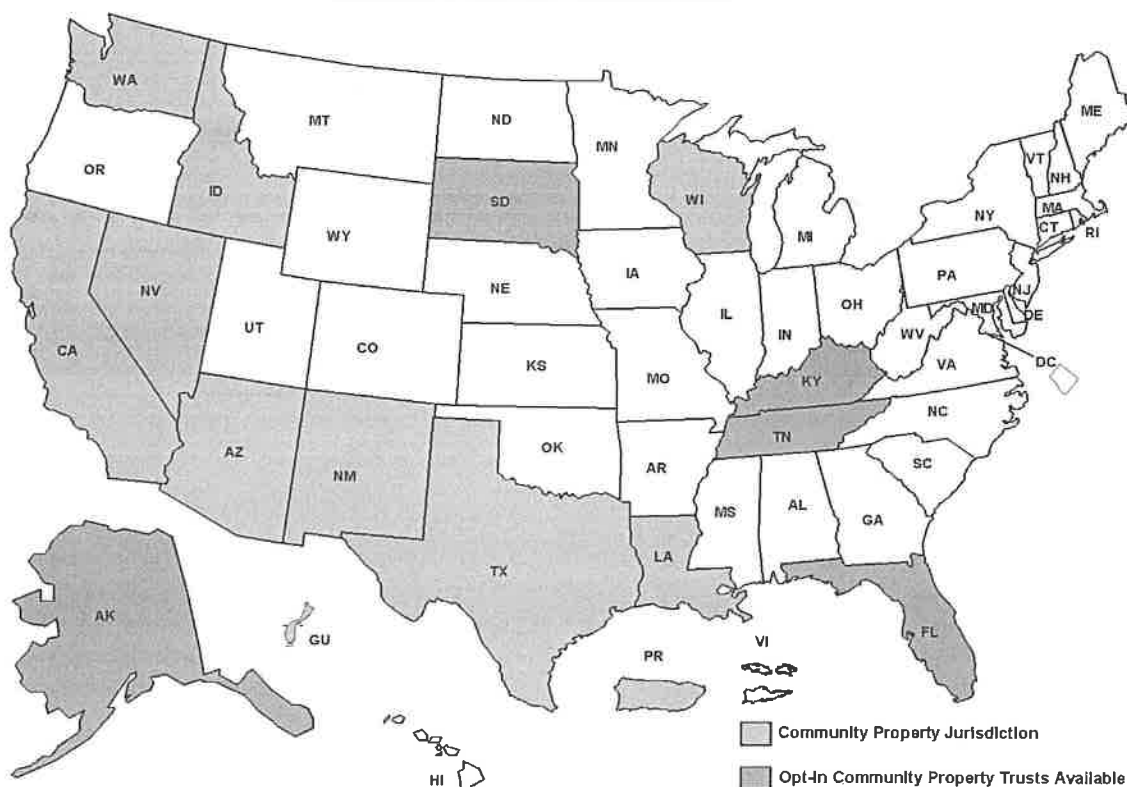 WA
MT
ND
MN
ME
OR
ID
SD
WI
VT
NH
WY
MI
NY
MA
CT
RI
IA
NE
PA
NV
UT
CO
IL
IN
OH
NJ
MD
DE
WV
CA
KS
MO
KY
VA
DC
AZ
NM
OK
AR
TN
NC
SC
MS
AL
GA
TX
LA
AK
GU
PR
VI
FL
HI
Community Property Jurisdiction
Opt-In Community Property Trusts Available